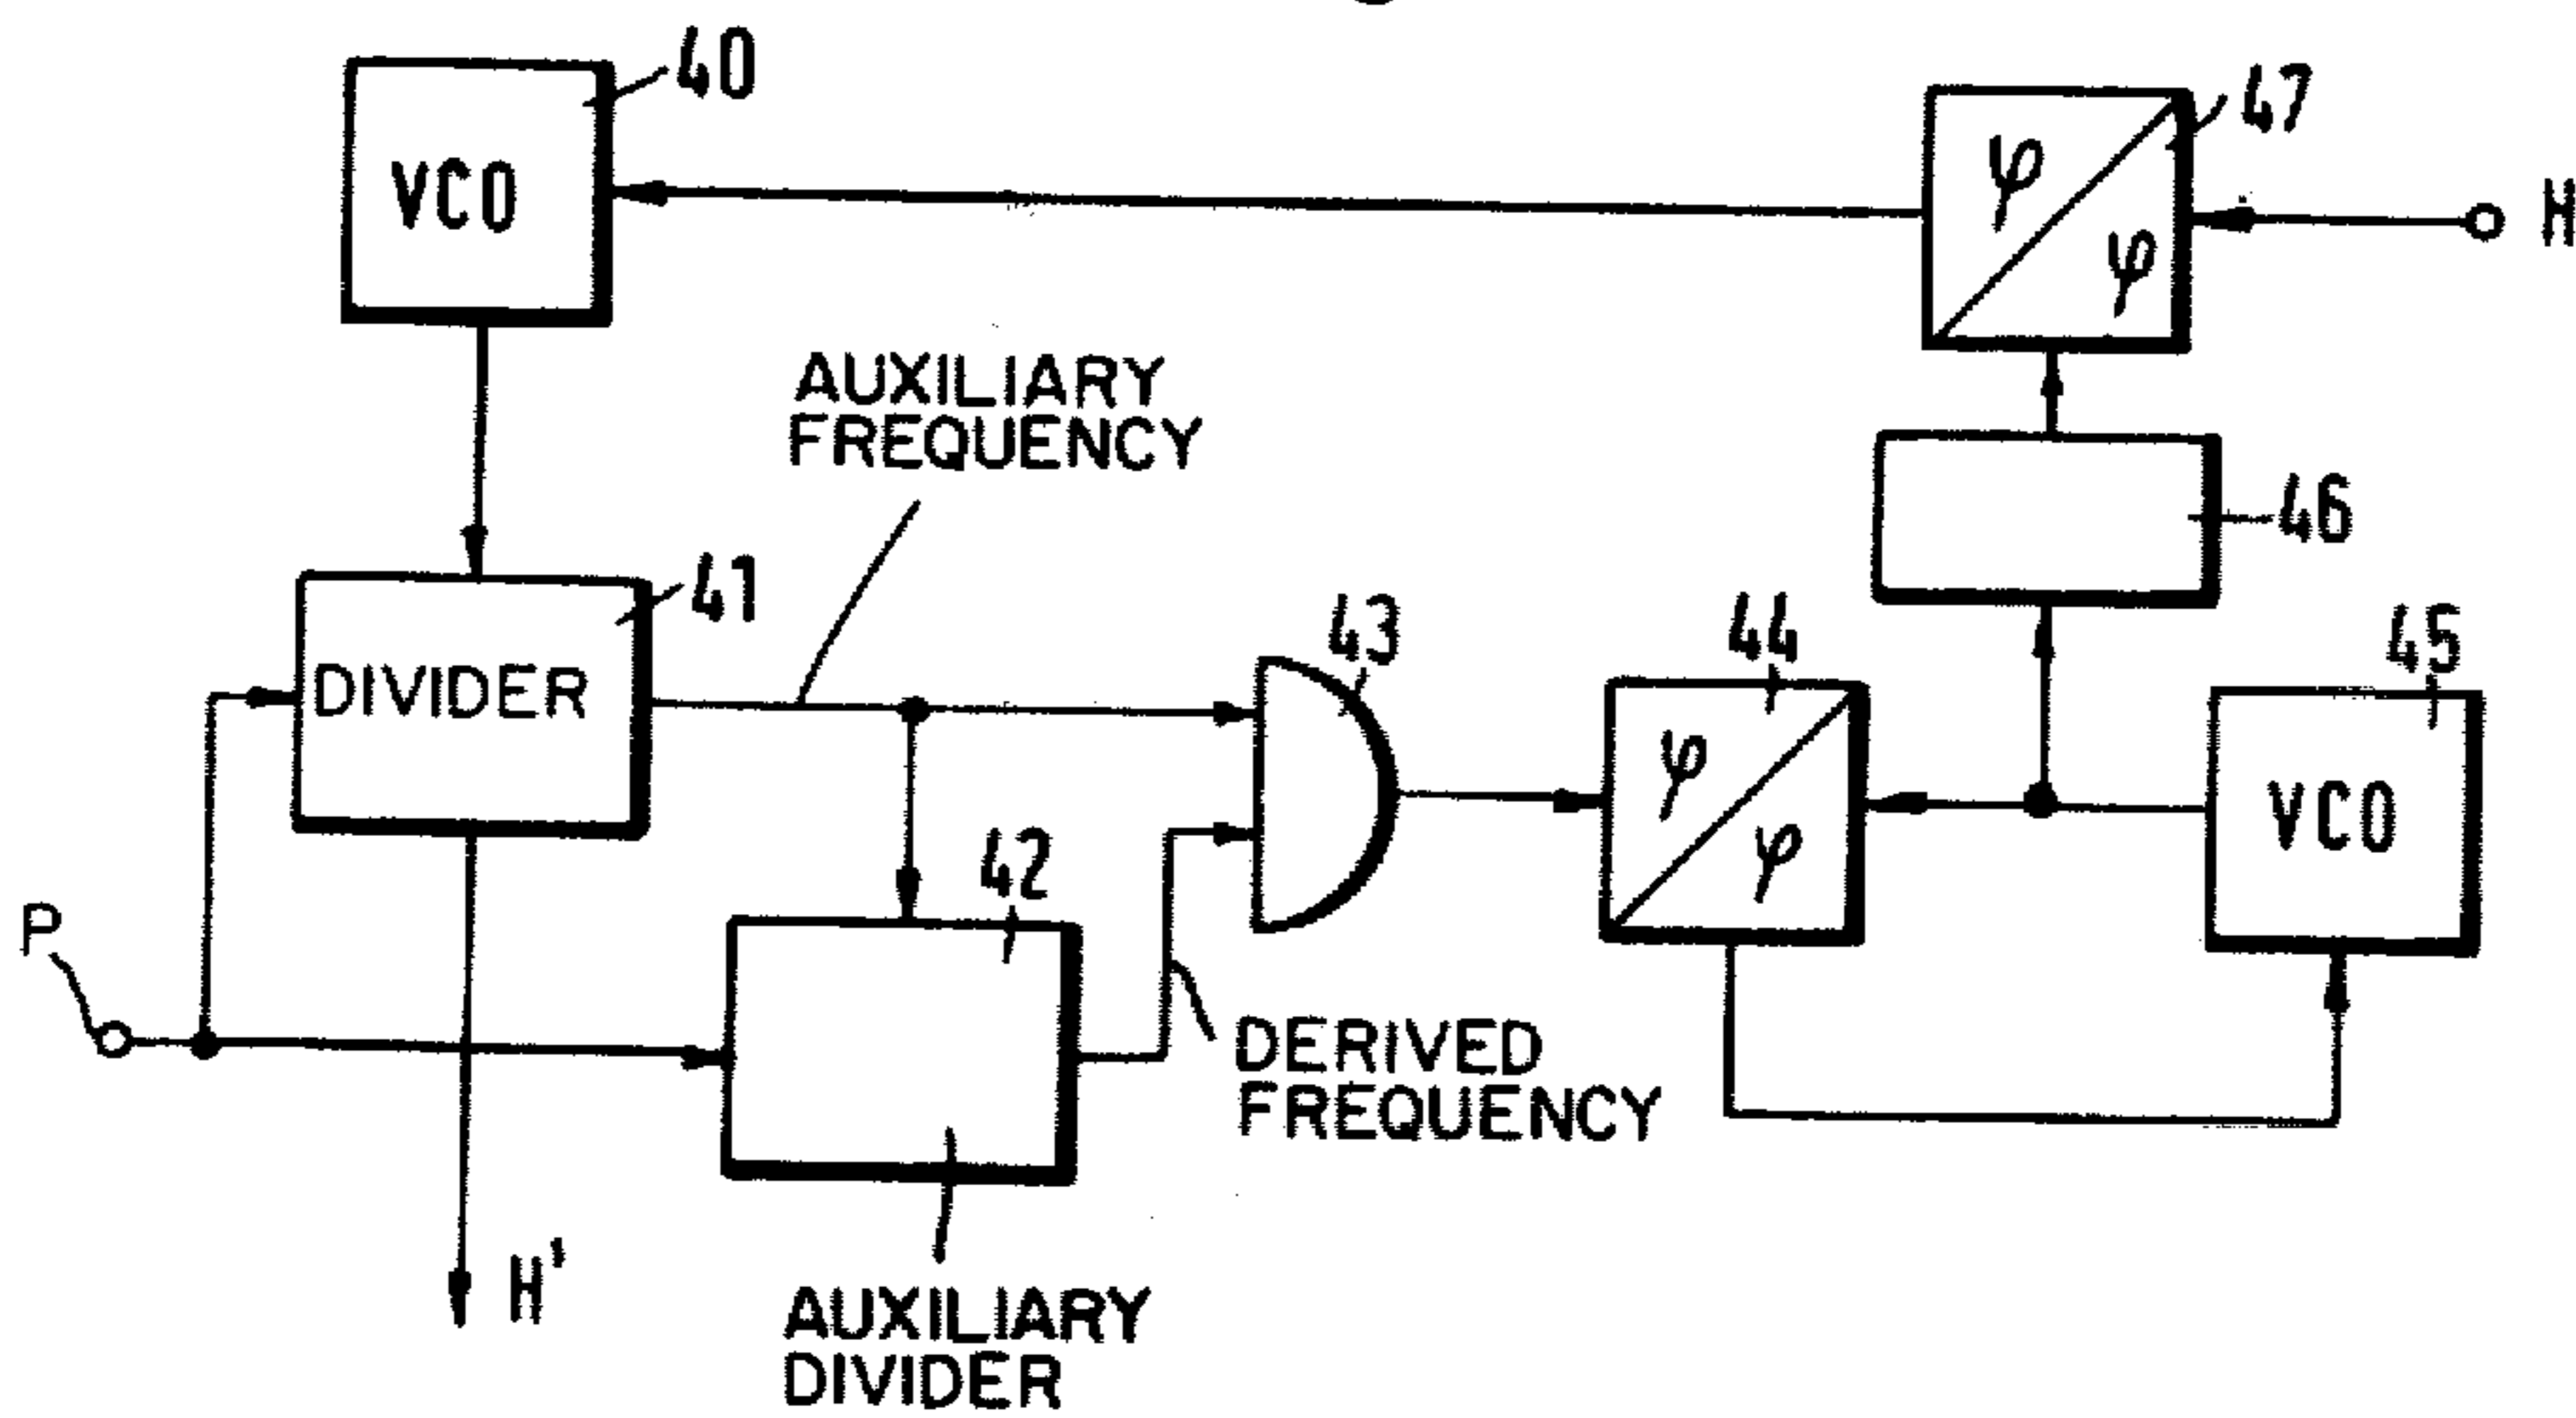 40
VCO
47
φ
φ
H
AUXILIARY
FREQUENCY
46
41
DIVIDER
43
44
φ
φ
45
VCO
42
P
DERIVED
FREQUENCY
H'
AUXILIARY
DIVIDER